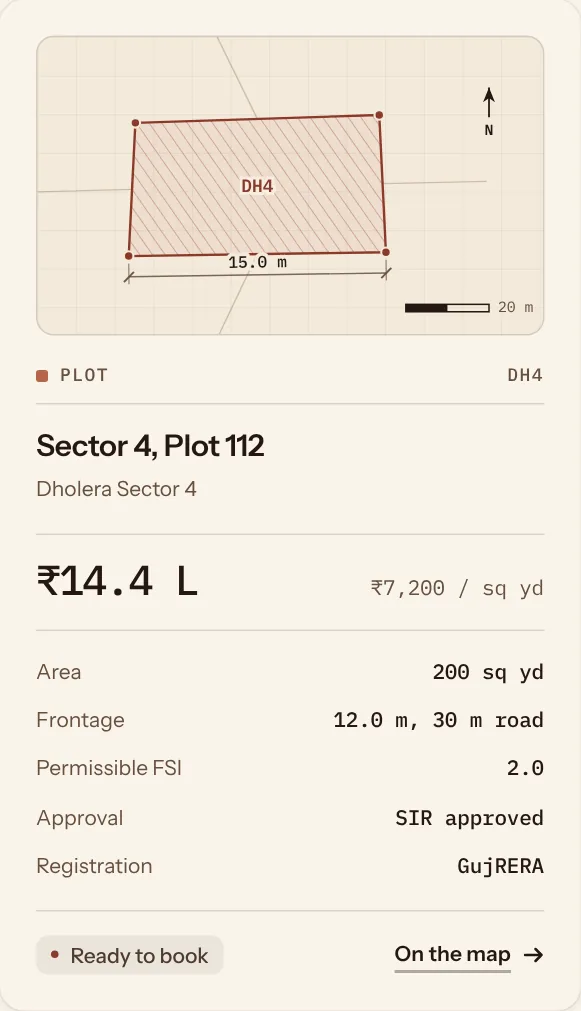 N
DH4
15.0 m
20 m
PLOT DH4
Sector 4, Plot 112
Dholera Sector 4
₹14.4 L ₹7,200 / sq yd
Area 200 sq yd
Frontage 12.0 m, 30 m road
Permissible FSI 2.0
Approval SIR approved
Registration GujRERA
Ready to book On the map →